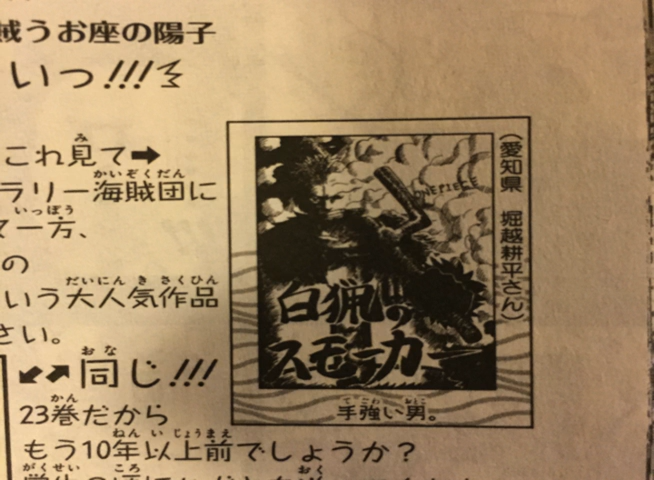 賊うお座の陽子
いっ!!!
これ見て➡
ラリー海賊団に
て一方、
の
いう大人気作品
さい。
同じ!!!
23巻だから
もう10年以上前でしょうか?
(愛知県 堀越耕平さん)
ONE PIECE
白猟の
スモーカー
手強い男。